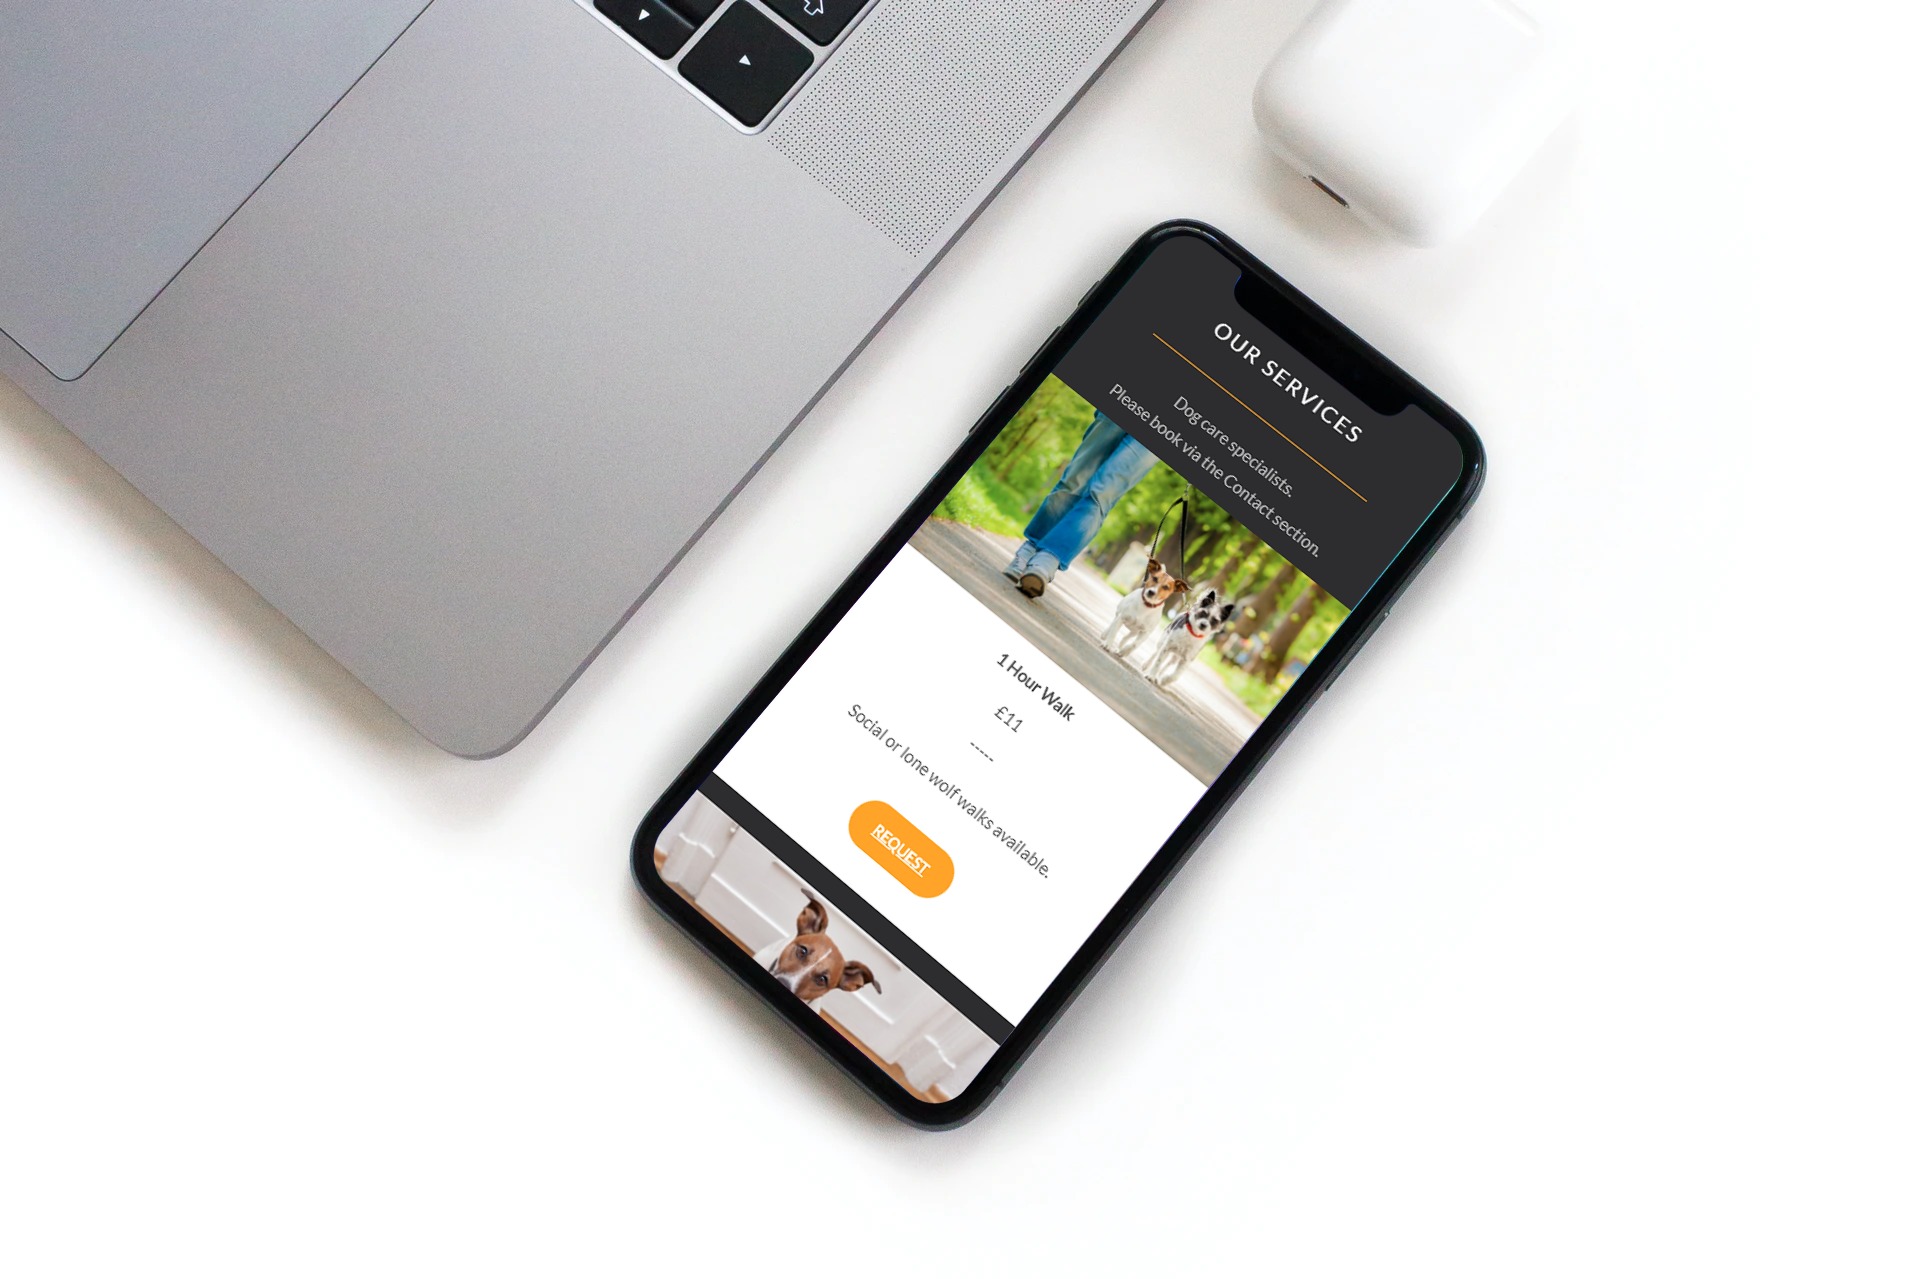 OUR SERVICES
Dog care specialists.
Please book via the Contact section.
1 Hour Walk
£11
-----
Social or lone wolf walks available.
REQUEST